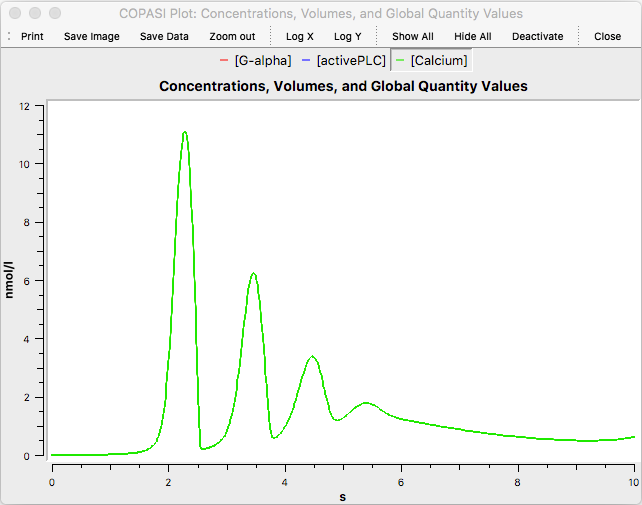 COPASI Plot: Concentrations, Volumes, and Global Quantity Values
Print Save Image Save Data Zoom out Log X Log Y Show All Hide All Deactivate Close
[G-alpha] [activePLC] [Calcium]
Concentrations, Volumes, and Global Quantity Values
12
10
8
6
4
2
0
nmol/l
0 2 4 6 8 10
s